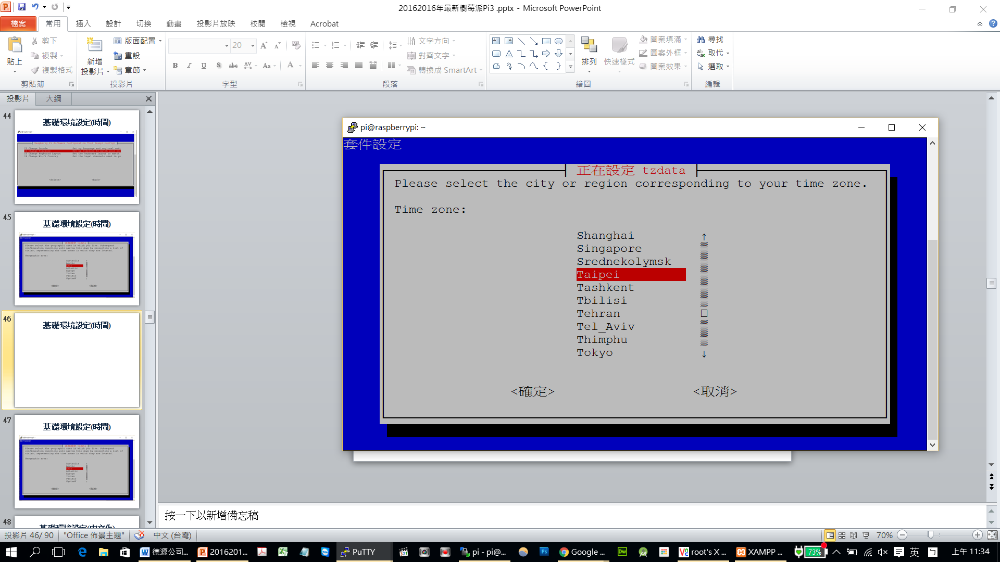 20162016年最新樹莓派Pi3 .pptx - Microsoft PowerPoint
檔案 常用 插入 設計 切換 動畫 投影片放映 校閱 檢視 Acrobat
貼上 剪下 複製 複製格式 剪貼簿
新增投影片 版面配置 重設 章節 投影片
20
B I U S abc AV Aa A 字型
文字方向 對齊文字 轉換成 SmartArt 段落
排列 快速樣式 圖案填滿 圖案外框 圖案效果 繪圖
尋找 取代 選取 編輯
投影片 大綱
44 基礎環境設定(時間)
45 基礎環境設定(時間)
46 基礎環境設定(時間)
47 基礎環境設定(時間)
48 基礎環境設定(中文化)
pi@raspberrypi: ~
套件設定
正在設定 tzdata
Please select the city or region corresponding to your time zone.
Time zone:
Shanghai
Singapore
Srednekolymsk
Taipei
Tashkent
Tbilisi
Tehran
Tel_Aviv
Thimphu
Tokyo
<確定> <取消>
按一下以新增備忘稿
投影片 46/ 90 "Office 佈景主題" 中文 (台灣) 70%
德源公司... 2016201... PuTTY pi - pi@... Google ... root's X ... XAMPP ... 73% 英 上午 11:34